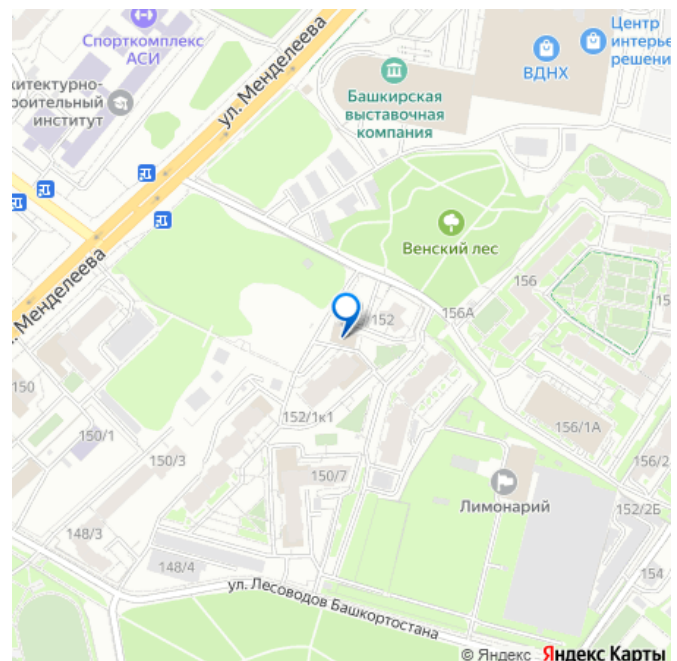 Спорткомплекс
АСИ
ул. Менделеева
Центр
интерье
решени
ВДНХ
хитектурно-
роительный
институт
Башкирская
выставочная
компания
Венский лес
. Менделеева
156
15
156А
152
150
150/1
152/1к1
150/3
150/7
156/1А
156/2
Лимонарий
152/2Б
148/3
148/4
154
ул. Лесоводов Башкортостана
© Яндекс Яндекс Карты